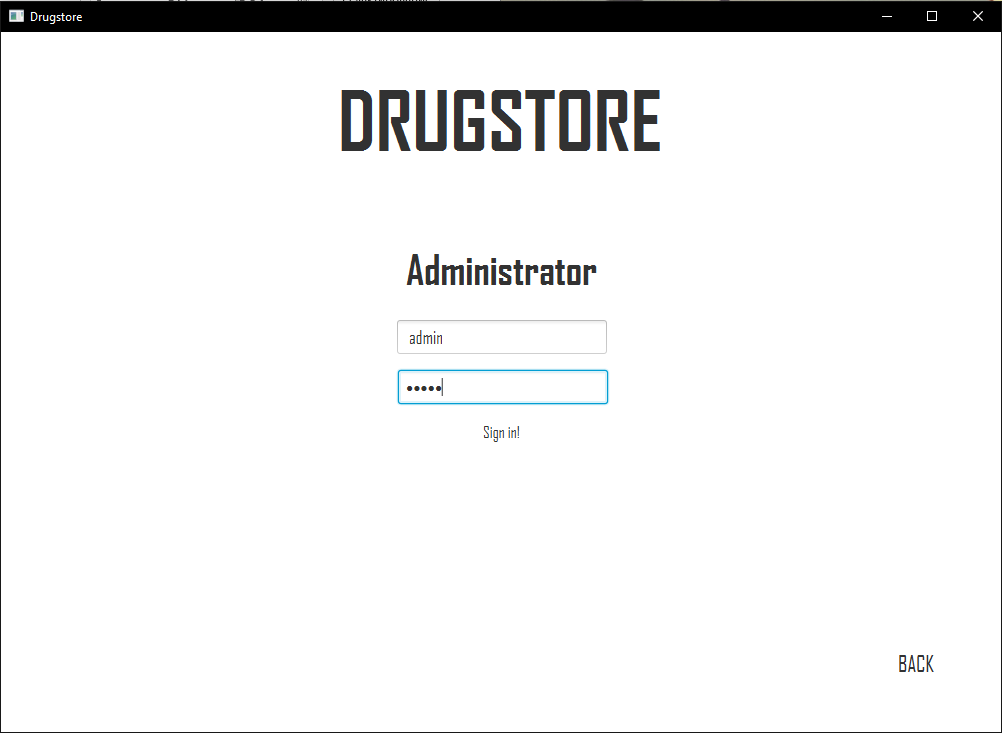 Drugstore
DRUGSTORE
Administrator
admin
•••••
Sign in!
BACK